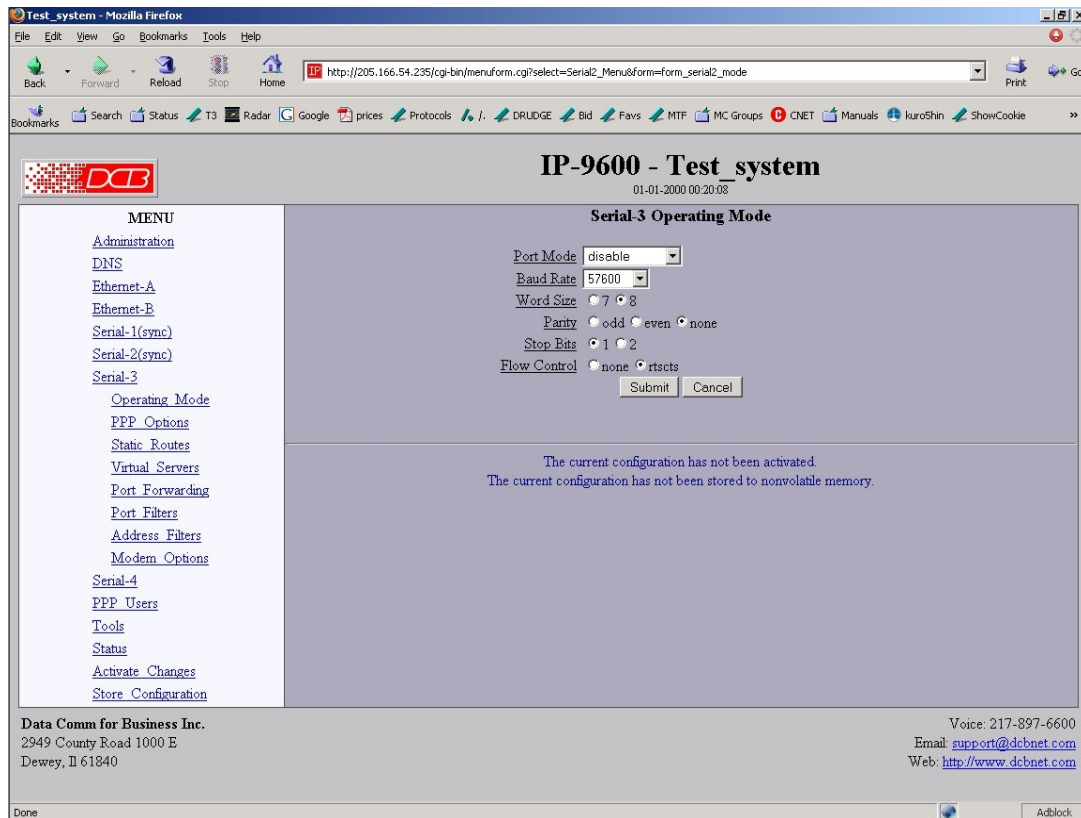 Test_system - Mozilla Firefox
File Edit View Go Bookmarks Tools Help
Back Forward Reload Stop Home IP http://205.166.54.235/cgi-bin/menuform.cgi?select=Serial2_Menu&form=form_serial2_mode Print Go
Bookmarks Search Status T3 Radar Google prices Protocols /. DRUDGE Bid Favs MTF MC Groups CNET Manuals kuro5hin ShowCookie »
DCB
IP-9600 - Test_system
01-01-2000 00:20:08
MENU
Administration
DNS
Ethernet-A
Ethernet-B
Serial-1(sync)
Serial-2(sync)
Serial-3
Operating Mode
PPP Options
Static Routes
Virtual Servers
Port Forwarding
Port Filters
Address Filters
Modem Options
Serial-4
PPP Users
Tools
Status
Activate Changes
Store Configuration
Serial-3 Operating Mode
Port Mode disable
Baud Rate 57600
Word Size 7 8
Parity odd even none
Stop Bits 1 2
Flow Control none rtscts
Submit Cancel
The current configuration has not been activated.
The current configuration has not been stored to nonvolatile memory.
Data Comm for Business Inc.
2949 County Road 1000 E
Dewey, Il 61840
Voice: 217-897-6600
Email: support@dcbnet.com
Web: http://www.dcbnet.com
Done Adblock